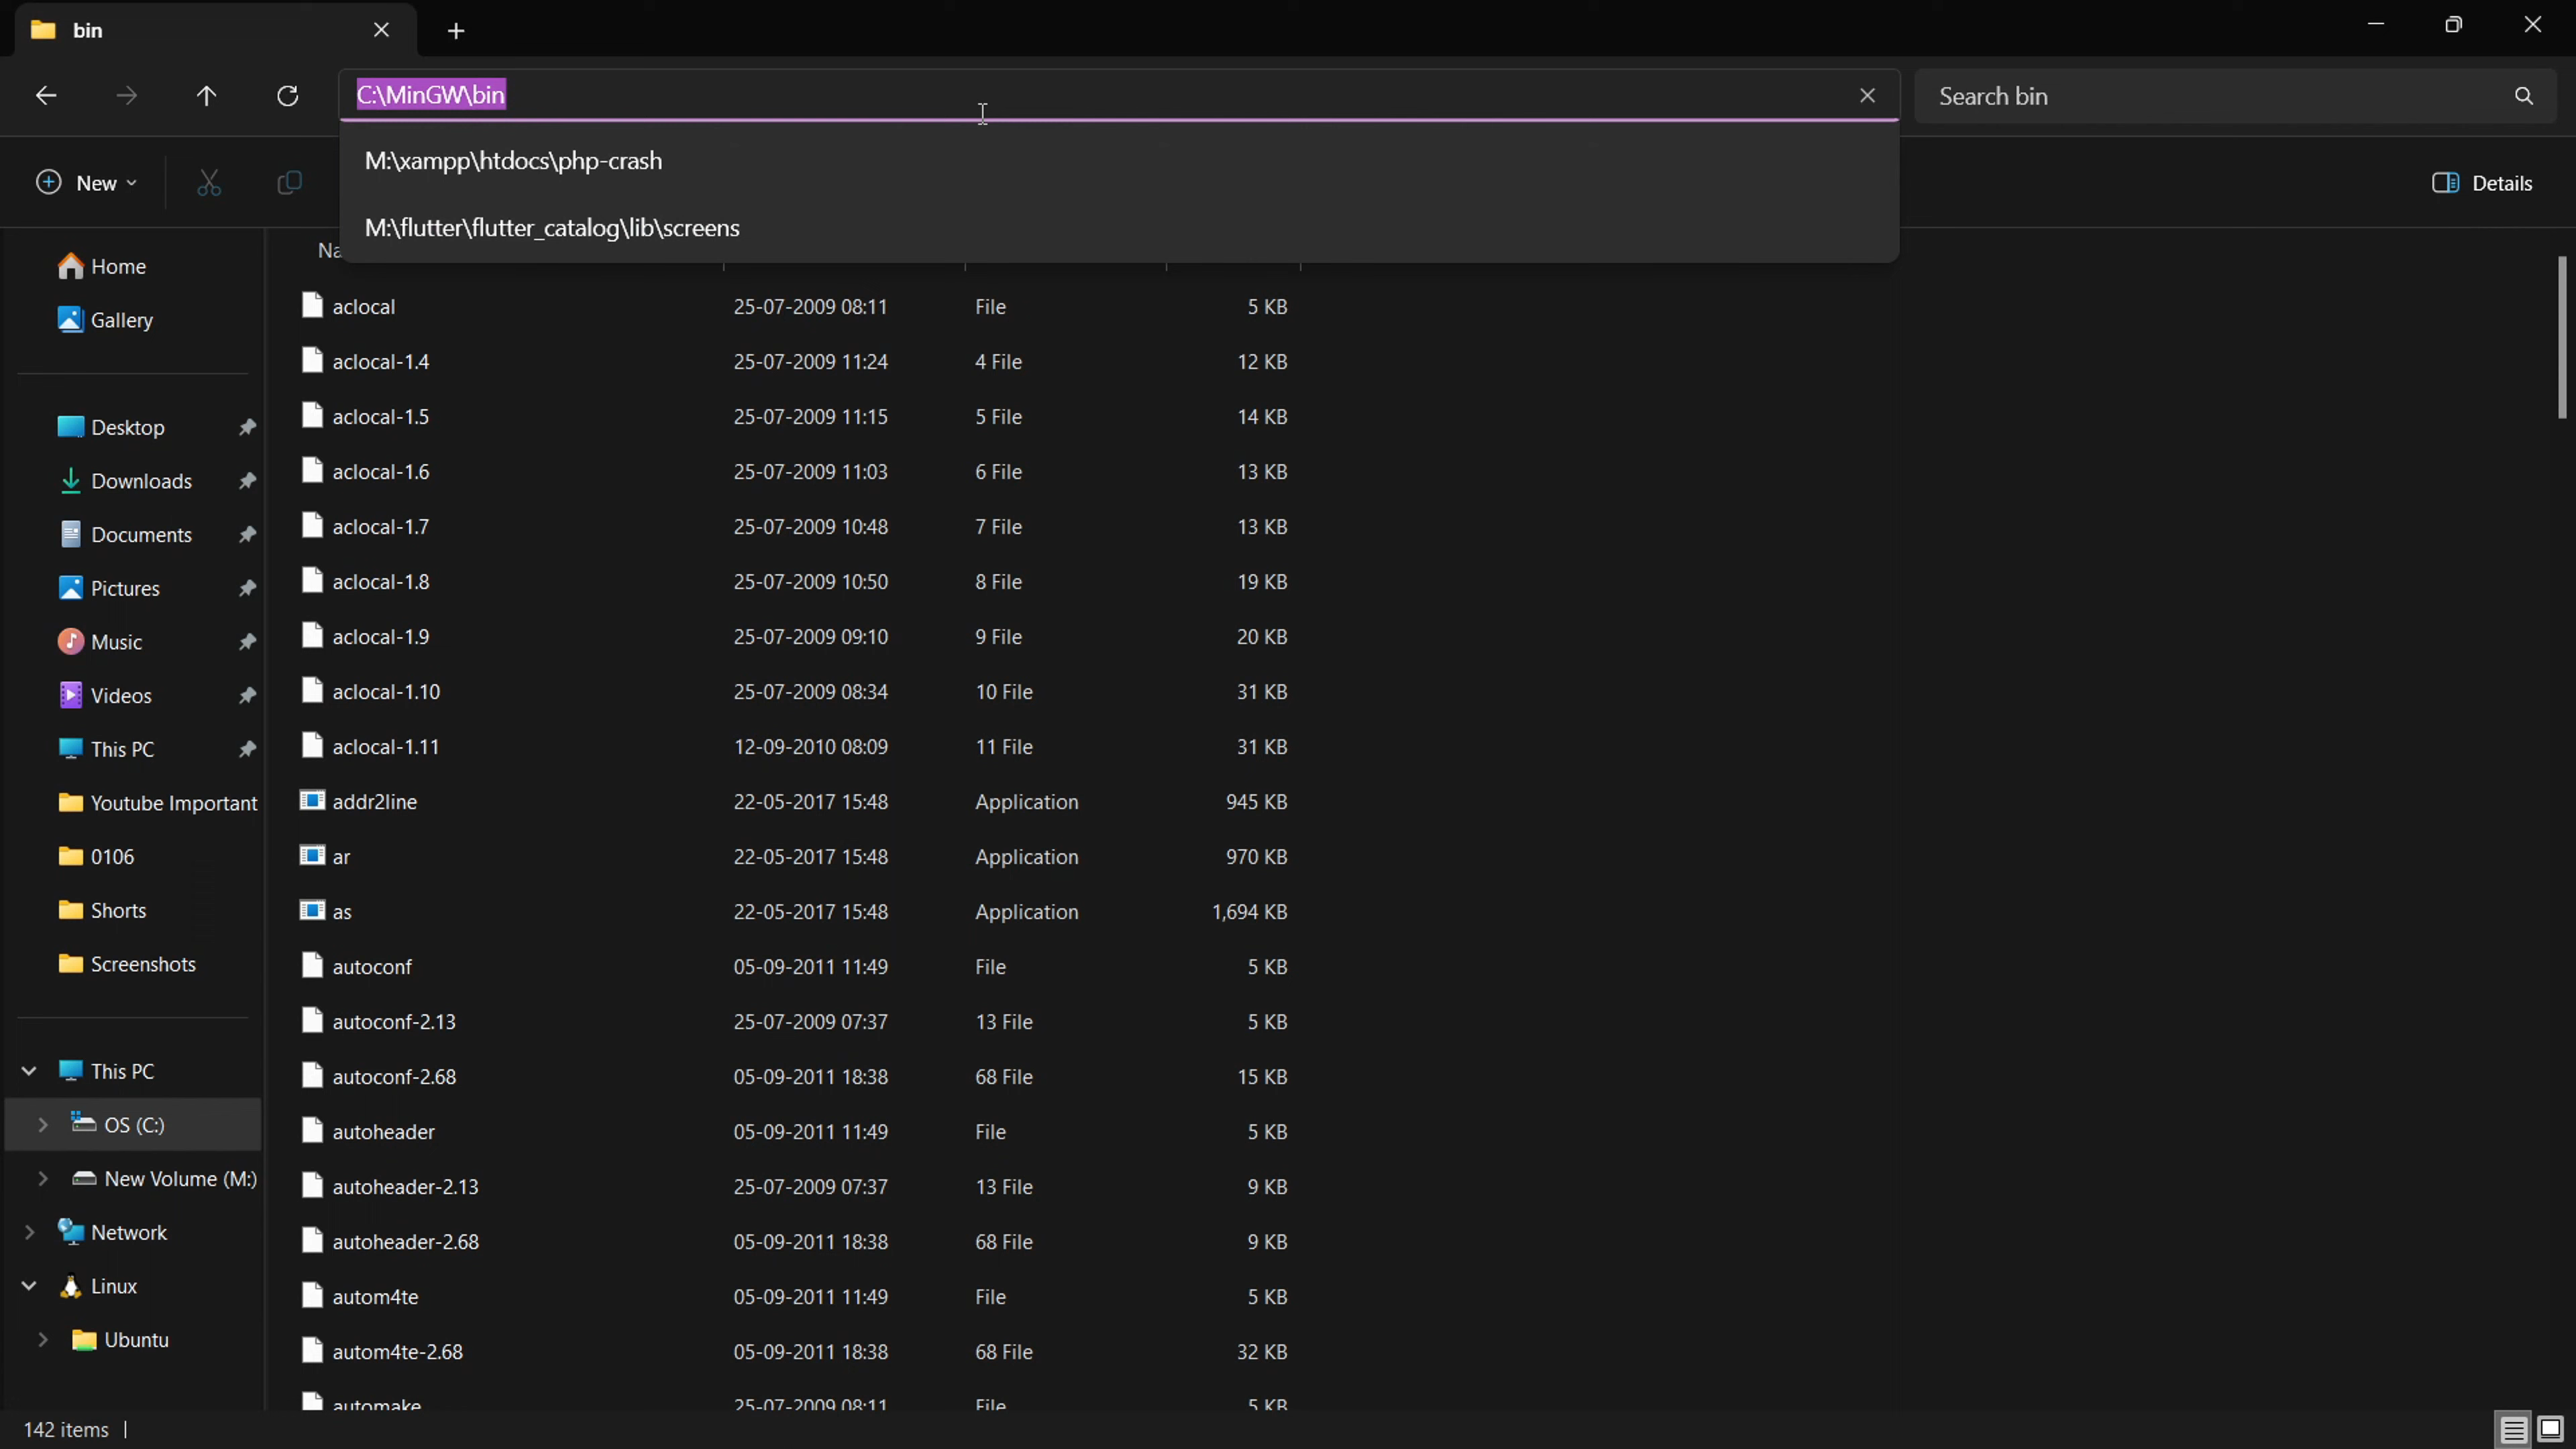 bin
C:\MinGW\bin
Search bin
M:\xampp\htdocs\php-crash
M:\flutter\flutter_catalog\lib\screens
New
Details
Na
Home
Gallery
Desktop
Downloads
Documents
Pictures
Music
Videos
This PC
Youtube Important
0106
Shorts
Screenshots
This PC
OS (C:)
New Volume (M:)
Network
Linux
Ubuntu
aclocal 25-07-2009 08:11 File 5 KB
aclocal-1.4 25-07-2009 11:24 4 File 12 KB
aclocal-1.5 25-07-2009 11:15 5 File 14 KB
aclocal-1.6 25-07-2009 11:03 6 File 13 KB
aclocal-1.7 25-07-2009 10:48 7 File 13 KB
aclocal-1.8 25-07-2009 10:50 8 File 19 KB
aclocal-1.9 25-07-2009 09:10 9 File 20 KB
aclocal-1.10 25-07-2009 08:34 10 File 31 KB
aclocal-1.11 12-09-2010 08:09 11 File 31 KB
addr2line 22-05-2017 15:48 Application 945 KB
ar 22-05-2017 15:48 Application 970 KB
as 22-05-2017 15:48 Application 1,694 KB
autoconf 05-09-2011 11:49 File 5 KB
autoconf-2.13 25-07-2009 07:37 13 File 5 KB
autoconf-2.68 05-09-2011 18:38 68 File 15 KB
autoheader 05-09-2011 11:49 File 5 KB
autoheader-2.13 25-07-2009 07:37 13 File 9 KB
autoheader-2.68 05-09-2011 18:38 68 File 9 KB
autom4te 05-09-2011 11:49 File 5 KB
autom4te-2.68 05-09-2011 18:38 68 File 32 KB
automake 25-07-2009 08:11 File 5 KB
142 items